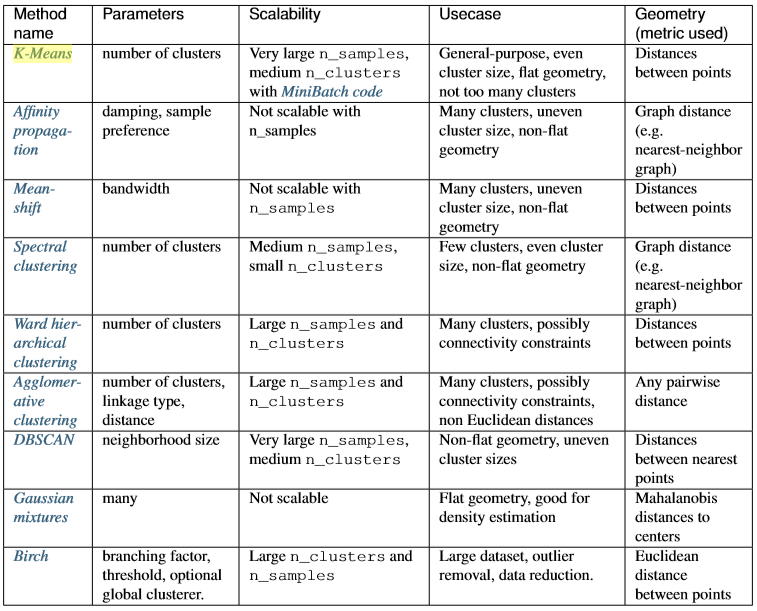 Method name
Parameters
Scalability
Usecase
Geometry (metric used)
K-Means
number of clusters
Very large n_samples,
medium n_clusters
with MiniBatch code
General-purpose, even
cluster size, flat geometry,
not too many clusters
Distances
between points
Affinity
propaga-
tion
damping, sample
preference
Not scalable with
n_samples
Many clusters, uneven
cluster size, non-flat
geometry
Graph distance
(e.g.
nearest-neighbor
graph)
Mean-
shift
bandwidth
Not scalable with
n_samples
Many clusters, uneven
cluster size, non-flat
geometry
Distances
between points
Spectral
clustering
number of clusters
Medium n_samples,
small n_clusters
Few clusters, even cluster
size, non-flat geometry
Graph distance
(e.g.
nearest-neighbor
graph)
Ward hier-
archical
clustering
number of clusters
Large n_samples and
n_clusters
Many clusters, possibly
connectivity constraints
Distances
between points
Agglomer-
ative
clustering
number of clusters,
linkage type,
distance
Large n_samples and
n_clusters
Many clusters, possibly
connectivity constraints,
non Euclidean distances
Any pairwise
distance
DBSCAN
neighborhood size
Very large n_samples,
medium n_clusters
Non-flat geometry, uneven
cluster sizes
Distances
between nearest
points
Gaussian
mixtures
many
Not scalable
Flat geometry, good for
density estimation
Mahalanobis
distances to
centers
Birch
branching factor,
threshold, optional
global clusterer.
Large n_clusters and
n_samples
Large dataset, outlier
removal, data reduction.
Euclidean
distance
between points